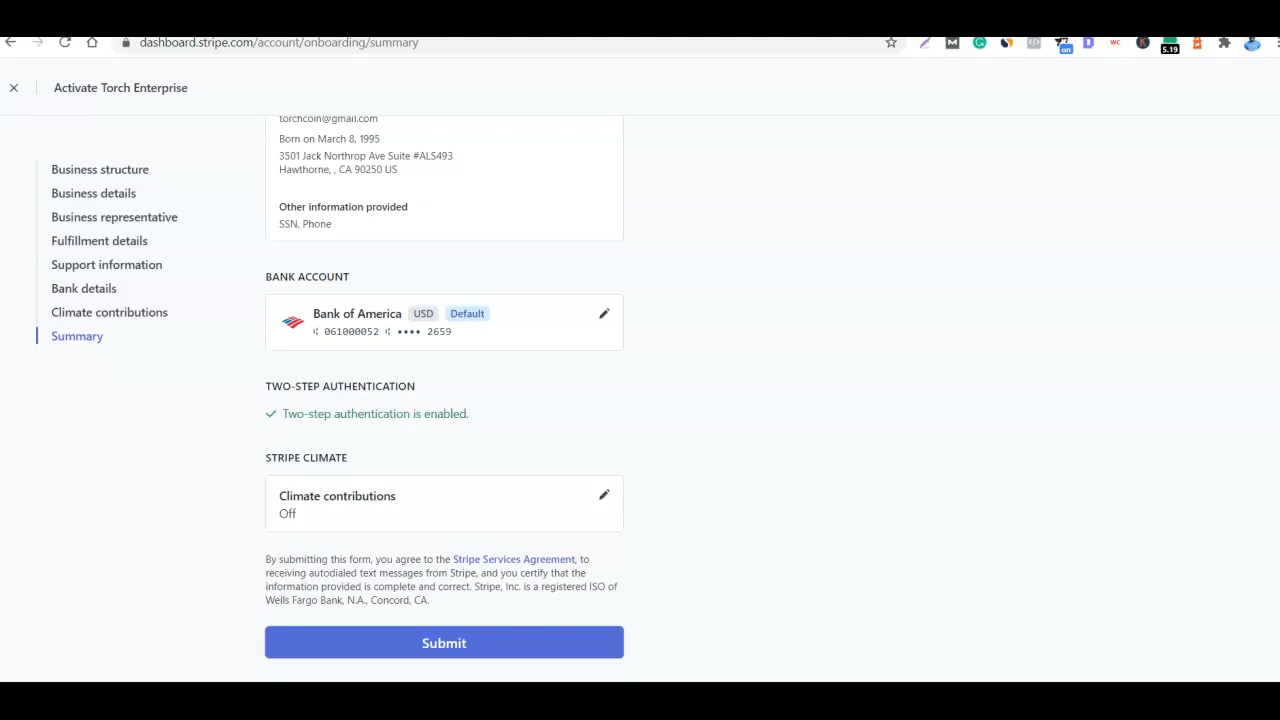 dashboard.stripe.com/account/onboarding/summary
on
5.19
Activate Torch Enterprise
Business structure
Business details
Business representative
Fulfillment details
Support information
Bank details
Climate contributions
Summary
torchcoin@gmail.com
Born on March 8, 1995
3501 Jack Northrop Ave Suite #ALS493
Hawthorne, , CA 90250 US
Other information provided
SSN, Phone
BANK ACCOUNT
Bank of America USD Default
061000052 •••• 2659
TWO-STEP AUTHENTICATION
Two-step authentication is enabled.
STRIPE CLIMATE
Climate contributions
Off
By submitting this form, you agree to the Stripe Services Agreement, to
receiving autodialed text messages from Stripe, and you certify that the
information provided is complete and correct. Stripe, Inc. is a registered ISO of
Wells Fargo Bank, N.A., Concord, CA.
Submit